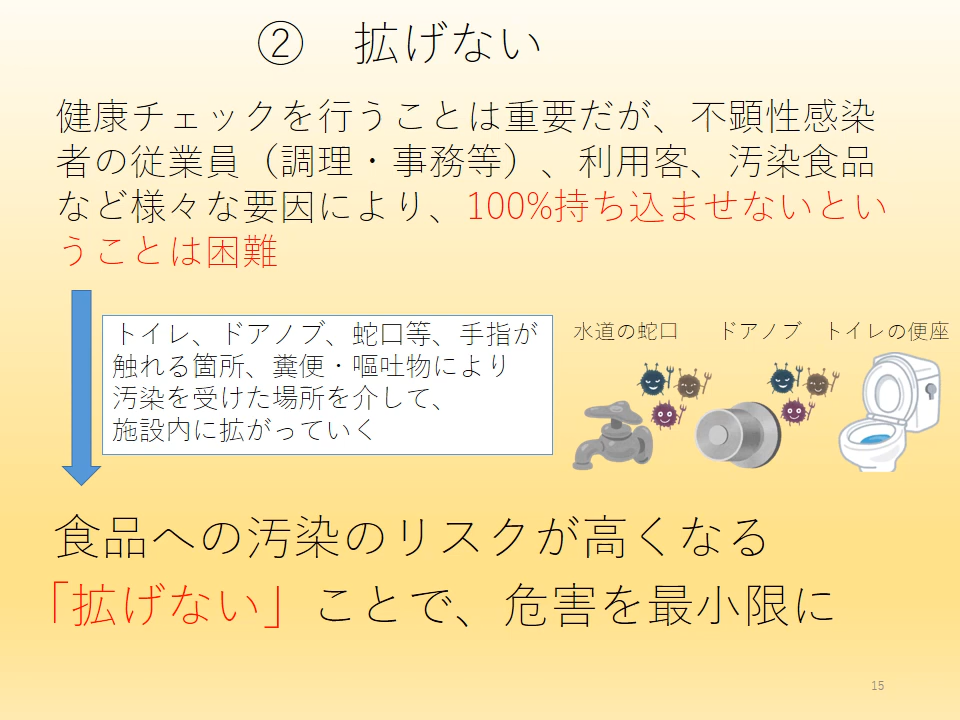 ② 拡げない
健康チェックを行うことは重要だが、不顕性感染
者の従業員（調理・事務等）、利用客、汚染食品
など様々な要因により、100%持ち込ませないとい
うことは困難
トイレ、ドアノブ、蛇口等、手指が
触れる箇所、糞便・嘔吐物により
汚染を受けた場所を介して、
施設内に拡がっていく
水道の蛇口 ドアノブ トイレの便座
食品への汚染のリスクが高くなる
「拡げない」ことで、危害を最小限に
15